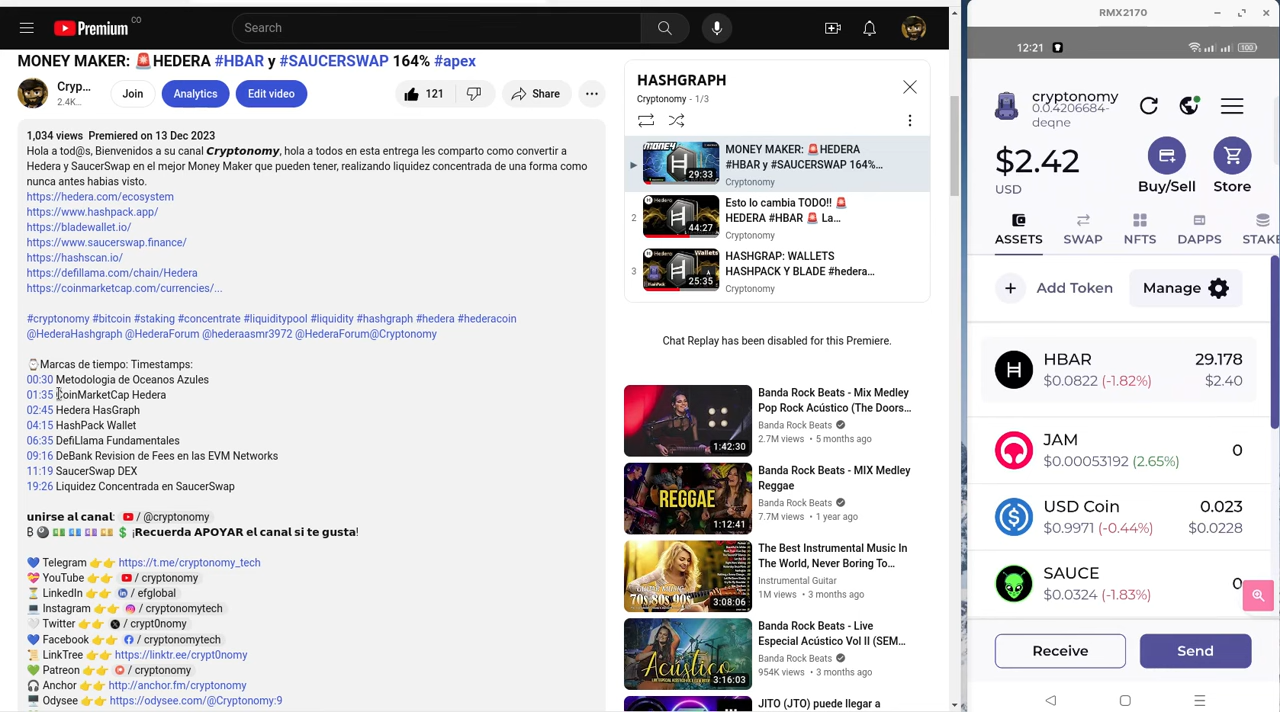 Premium CO
Search
MONEY MAKER: 🚨HEDERA #HBAR y #SAUCERSWAP 164% #apex
Cryp...
2.4K...
Join
Analytics
Edit video
121
Share
1,034 views Premiered on 13 Dec 2023
Hola a tod@s, Bienvenidos a su canal Cryptonomy, hola a todos en esta entrega les comparto como convertir a
Hedera y SaucerSwap en el mejor Money Maker que pueden tener, realizando liquidez concentrada de una forma como
nunca antes habias visto.
https://hedera.com/ecosystem
https://www.hashpack.app/
https://bladewallet.io/
https://www.saucerswap.finance/
https://hashscan.io/
https://defillama.com/chain/Hedera
https://coinmarketcap.com/currencies/...
#cryptonomy #bitcoin #staking #concentrate #liquiditypool #liquidity #hashgraph #hedera #hederacoin
@HederaHashgraph @HederaForum @hederaasmr3972 @HederaForum@Cryptonomy
⌚Marcas de tiempo: Timestamps:
00:30 Metodologia de Oceanos Azules
01:35 CoinMarketCap Hedera
02:45 Hedera HasGraph
04:15 HashPack Wallet
06:35 DefiLlama Fundamentales
09:16 DeBank Revision de Fees en las EVM Networks
11:19 SaucerSwap DEX
19:26 Liquidez Concentrada en SaucerSwap
unirse al canal: / @cryptonomy
₿ 🎱 💵 💶 💷 💴 💲 ¡Recuerda APOYAR el canal si te gusta!
💙 Telegram 👉👉 https://t.me/cryptonomy_tech
💝 YouTube 👉👉 / cryptonomy
📘 LinkedIn 👉👉 / efglobal
💻 Instagram 👉👉 / cryptonomytech
🤍 Twitter 👉👉 / crypt0nomy
💙 Facebook 👉👉 / cryptonomytech
📜 LinkTree 👉👉 https://linktr.ee/crypt0nomy
💚 Patreon 👉👉 / cryptonomy
🎧 Anchor 👉👉 http://anchor.fm/cryptonomy
Odysee 👉👉 https://odysee.com/@Cryptonomy:9
HASHGRAPH
Cryptonomy - 1/3
MONEY
29:33
MONEY MAKER: 🚨HEDERA
#HBAR y #SAUCERSWAP 164%...
Cryptonomy
2
44:27
Esto lo cambia TODO!! 🚨
HEDERA #HBAR 🚨 La...
Cryptonomy
3
Wallets
25:35
HASHGRAP: WALLETS
HASHPACK Y BLADE #hedera...
Cryptonomy
Chat Replay has been disabled for this Premiere.
1:42:30
Banda Rock Beats - Mix Medley
Pop Rock Acústico (The Doors...
Banda Rock Beats
2.7M views • 5 months ago
REGGAE
1:12:41
Banda Rock Beats - MIX Medley
Reggae
Banda Rock Beats
7.7M views • 1 year ago
70s 80s 90s
3:08:06
The Best Instrumental Music In
The World, Never Boring To...
Instrumental Guitar
1M views • 3 months ago
Acústico
3:16:03
Banda Rock Beats - Live
Especial Acústico Vol II (SEM...
Banda Rock Beats
954K views • 3 months ago
JITO (JTO) puede llegar a
RMX2170
12:21
100
cryptonomy
0.0.4206684-
deqne
$2.42
USD
Buy/Sell
Store
ASSETS
SWAP
NFTS
DAPPS
STAKE
Add Token
Manage
HBAR 29.178
$0.0822 (-1.82%) $2.40
JAM 0
$0.00053192 (2.65%)
USD Coin 0.023
$0.9971 (-0.44%) $0.0228
SAUCE 0
$0.0324 (-1.83%)
Receive
Send